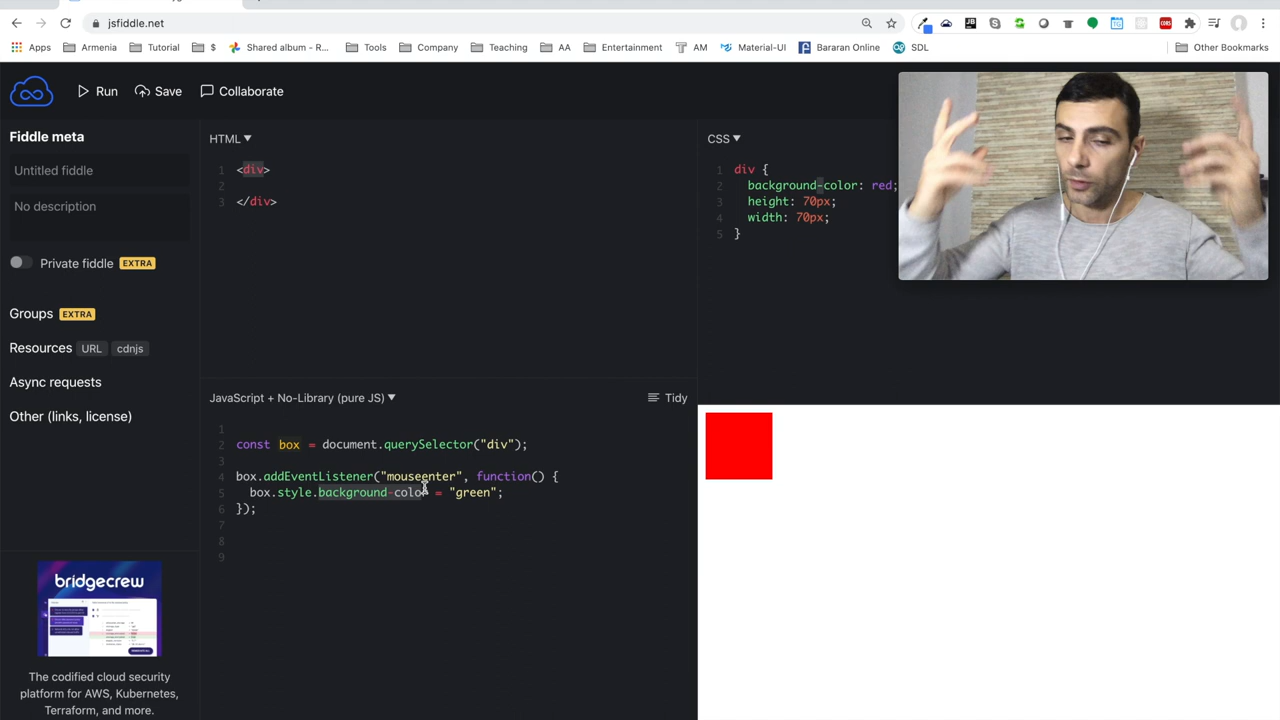 jsfiddle.net
Apps Armenia Tutorial $ Shared album - R... Tools Company Teaching AA Entertainment AM Material-UI Bararan Online SDL Other Bookmarks
Run Save Collaborate
Fiddle meta
Untitled fiddle
No description
Private fiddle EXTRA
Groups EXTRA
Resources URL cdnjs
Async requests
Other (links, license)
bridgecrew
The codified cloud security
platform for AWS, Kubernetes,
Terraform, and more.
HTML
1 <div>
2
3 </div>
CSS
1 div {
2 background-color: red;
3 height: 70px;
4 width: 70px;
5 }
JavaScript + No-Library (pure JS) Tidy
1
2 const box = document.querySelector("div");
3
4 box.addEventListener("mouseenter", function() {
5 box.style.background-color = "green";
6 });
7
8
9